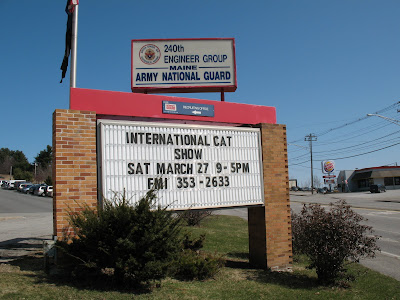 240th
ENGINEER GROUP
MAINE
ARMY NATIONAL GUARD
INTERNATIONAL CAT
SHOW
SAT MARCH 27 9-5PM
FMI 353-2633